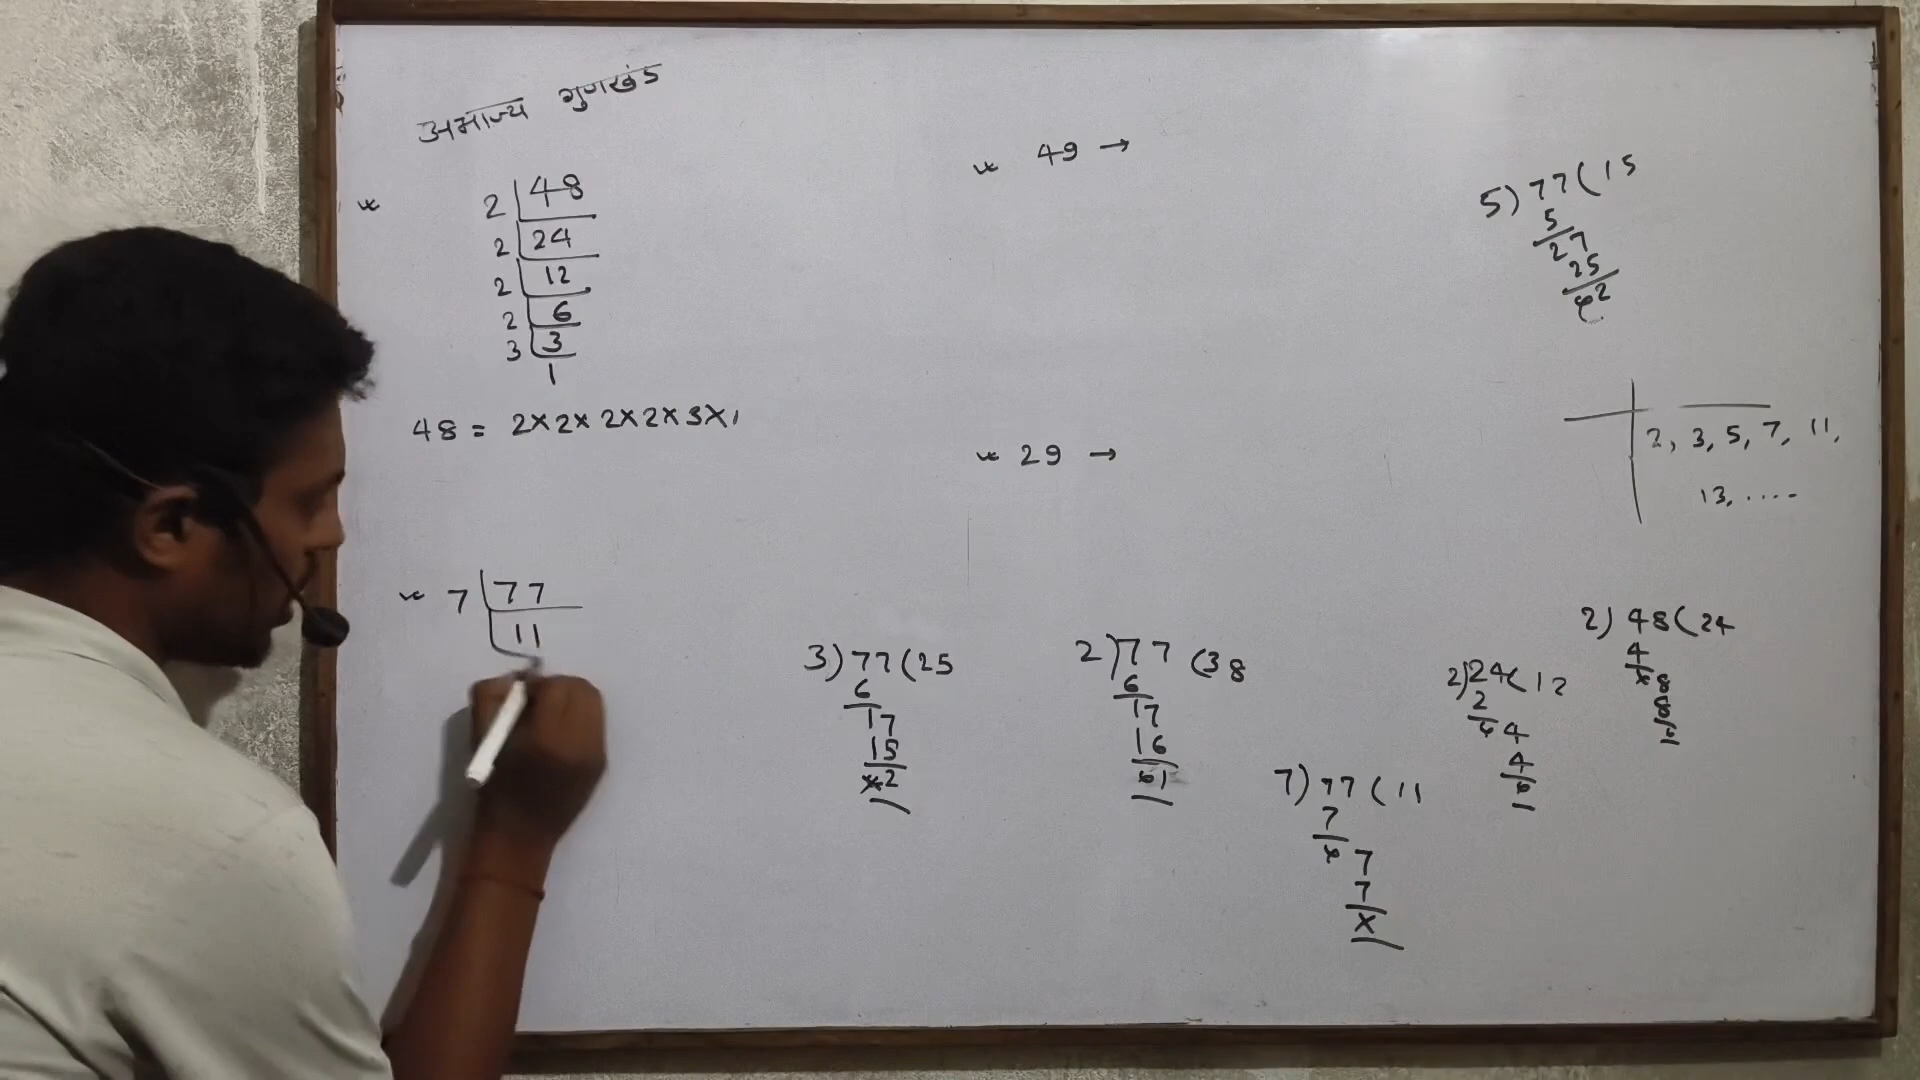 अभाज्य गुणखंड
2 | 48
2 | 24
2 | 12
2 | 6
3 | 3
1
48 = 2×2×2×2×3×1
7 | 77
11
49 →
29 →
3) 77 (25
6
17
15
×2
2) 77 (38
6
17
16
01
7) 77 (11
7
× 7
7
×
2) 24 ( 12
2
× 4
4
×
2) 48 ( 24
4
× 8
8
×
5) 77 ( 15
5
27
25
×2
2, 3, 5, 7, 11,
13, .....